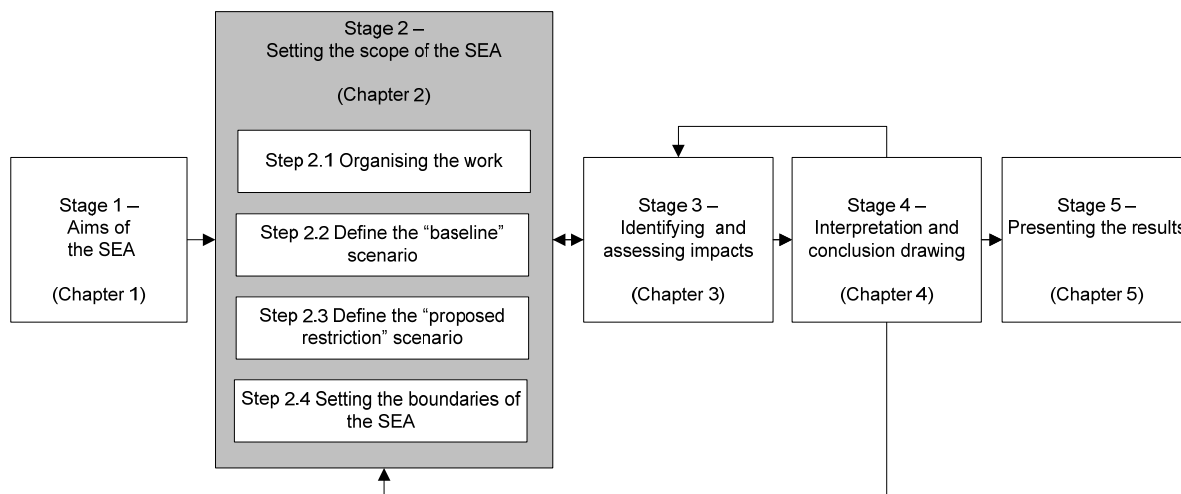 Stage 1 –
Aims of
the SEA
(Chapter 1)
Stage 2 –
Setting the scope of the SEA
(Chapter 2)
Step 2.1 Organising the work
Step 2.2 Define the “baseline”
scenario
Step 2.3 Define the “proposed
restriction” scenario
Step 2.4 Setting the boundaries of
the SEA
Stage 3 –
Identifying and
assessing impacts
(Chapter 3)
Stage 4 –
Interpretation and
conclusion drawing
(Chapter 4)
Stage 5 –
Presenting the results
(Chapter 5)